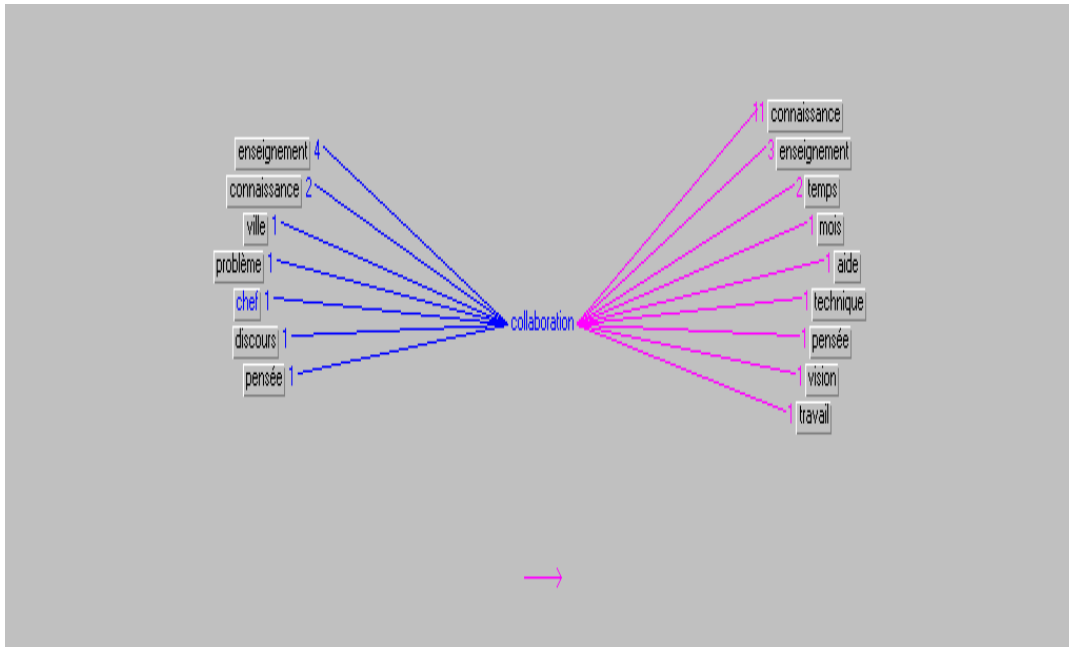 enseignement 4
connaissance 2
ville 1
problème 1
chef 1
discours 1
pensée 1
collaboration
11 connaissance
3 enseignement
2 temps
1 mois
1 aide
1 technique
1 pensée
1 vision
1 travail